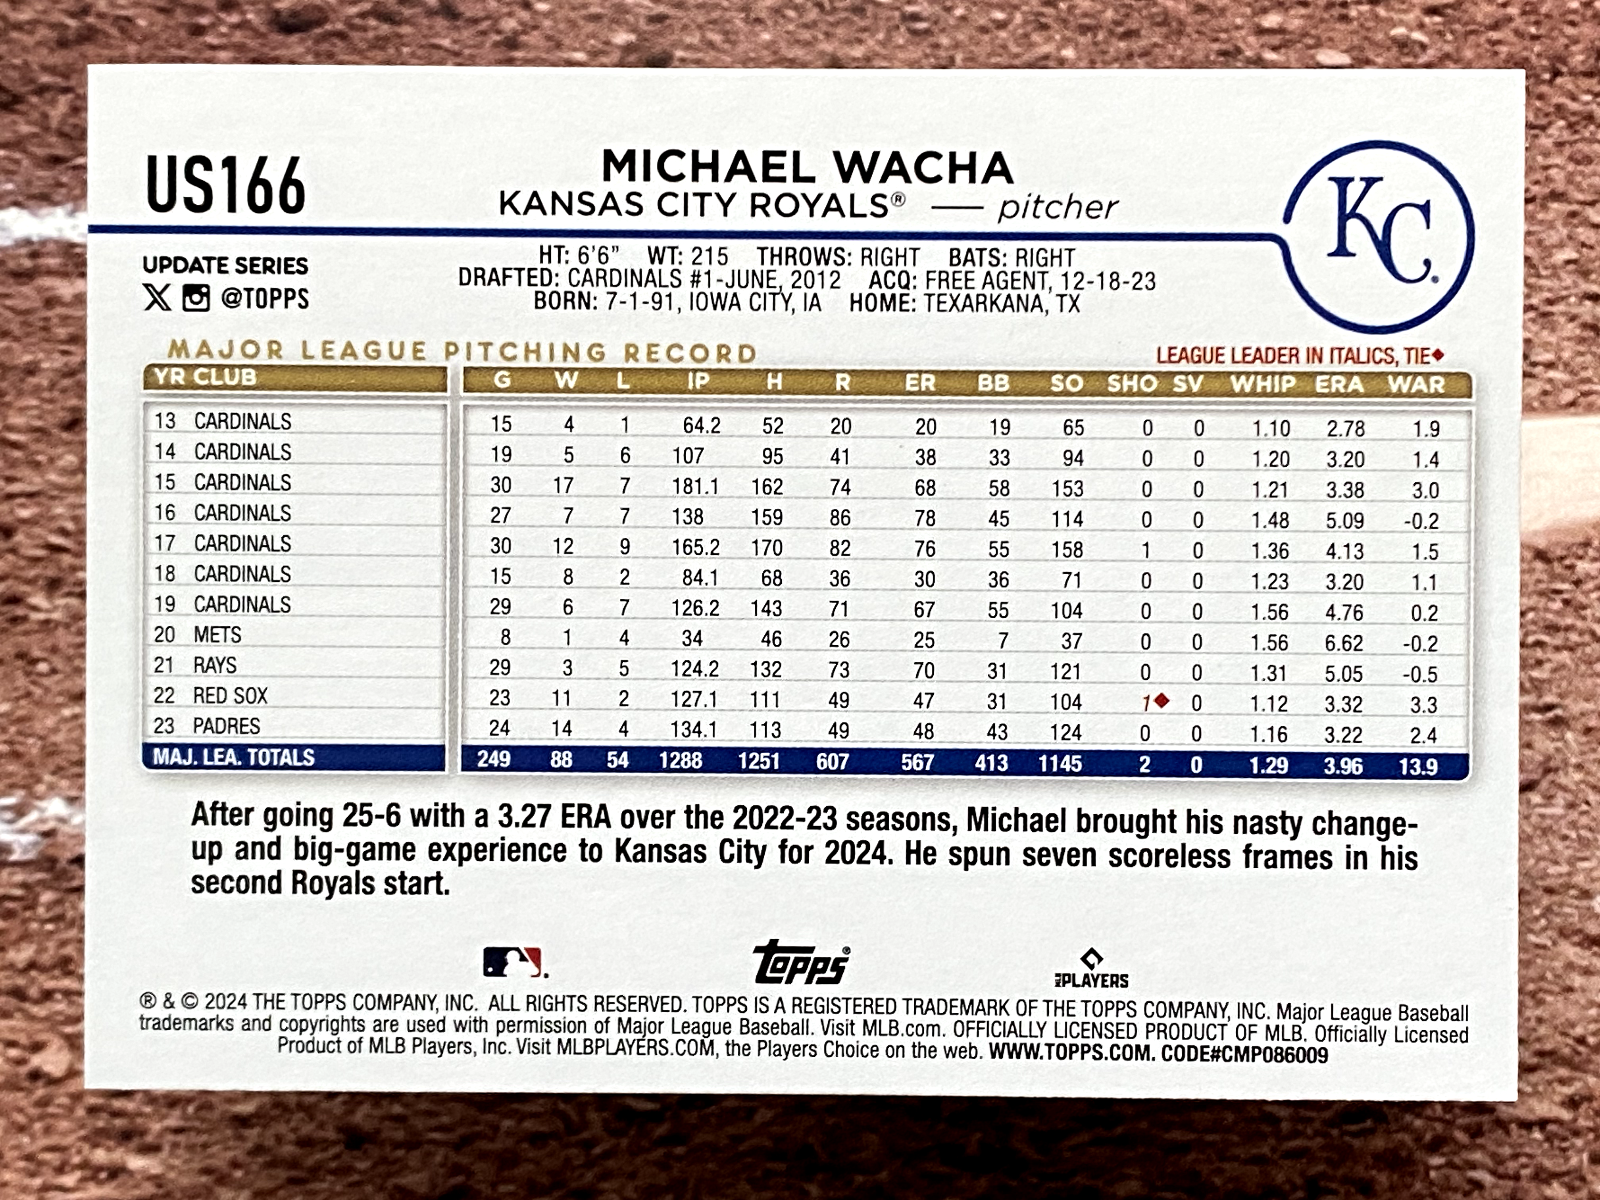 US166
MICHAEL WACHA
KANSAS CITY ROYALS® — pitcher
KC
UPDATE SERIES
X @TOPPS
HT: 6'6" WT: 215 THROWS: RIGHT BATS: RIGHT
DRAFTED: CARDINALS #1-JUNE, 2012 ACQ: FREE AGENT, 12-18-23
BORN: 7-1-91, IOWA CITY, IA HOME: TEXARKANA, TX
MAJOR LEAGUE PITCHING RECORD
LEAGUE LEADER IN ITALICS, TIE◆
YR CLUB G W L IP H R ER BB SO SHO SV WHIP ERA WAR
13 CARDINALS 15 4 1 64.2 52 20 20 19 65 0 0 1.10 2.78 1.9
14 CARDINALS 19 5 6 107 95 41 38 33 94 0 0 1.20 3.20 1.4
15 CARDINALS 30 17 7 181.1 162 74 68 58 153 0 0 1.21 3.38 3.0
16 CARDINALS 27 7 7 138 159 86 78 45 114 0 0 1.48 5.09 -0.2
17 CARDINALS 30 12 9 165.2 170 82 76 55 158 1 0 1.36 4.13 1.5
18 CARDINALS 15 8 2 84.1 68 36 30 36 71 0 0 1.23 3.20 1.1
19 CARDINALS 29 6 7 126.2 143 71 67 55 104 0 0 1.56 4.76 0.2
20 METS 8 1 4 34 46 26 25 7 37 0 0 1.56 6.62 -0.2
21 RAYS 29 3 5 124.2 132 73 70 31 121 0 0 1.31 5.05 -0.5
22 RED SOX 23 11 2 127.1 111 49 47 31 104 1◆ 0 1.12 3.32 3.3
23 PADRES 24 14 4 134.1 113 49 48 43 124 0 0 1.16 3.22 2.4
MAJ. LEA. TOTALS 249 88 54 1288 1251 607 567 413 1145 2 0 1.29 3.96 13.9
After going 25-6 with a 3.27 ERA over the 2022-23 seasons, Michael brought his nasty change-
up and big-game experience to Kansas City for 2024. He spun seven scoreless frames in his
second Royals start.
Topps®
MLBPLAYERS
® & © 2024 THE TOPPS COMPANY, INC. ALL RIGHTS RESERVED. TOPPS IS A REGISTERED TRADEMARK OF THE TOPPS COMPANY, INC. Major League Baseball
trademarks and copyrights are used with permission of Major League Baseball. Visit MLB.com. OFFICIALLY LICENSED PRODUCT OF MLB. Officially Licensed
Product of MLB Players, Inc. Visit MLBPLAYERS.COM, the Players Choice on the web. WWW.TOPPS.COM. CODE#CMP086009